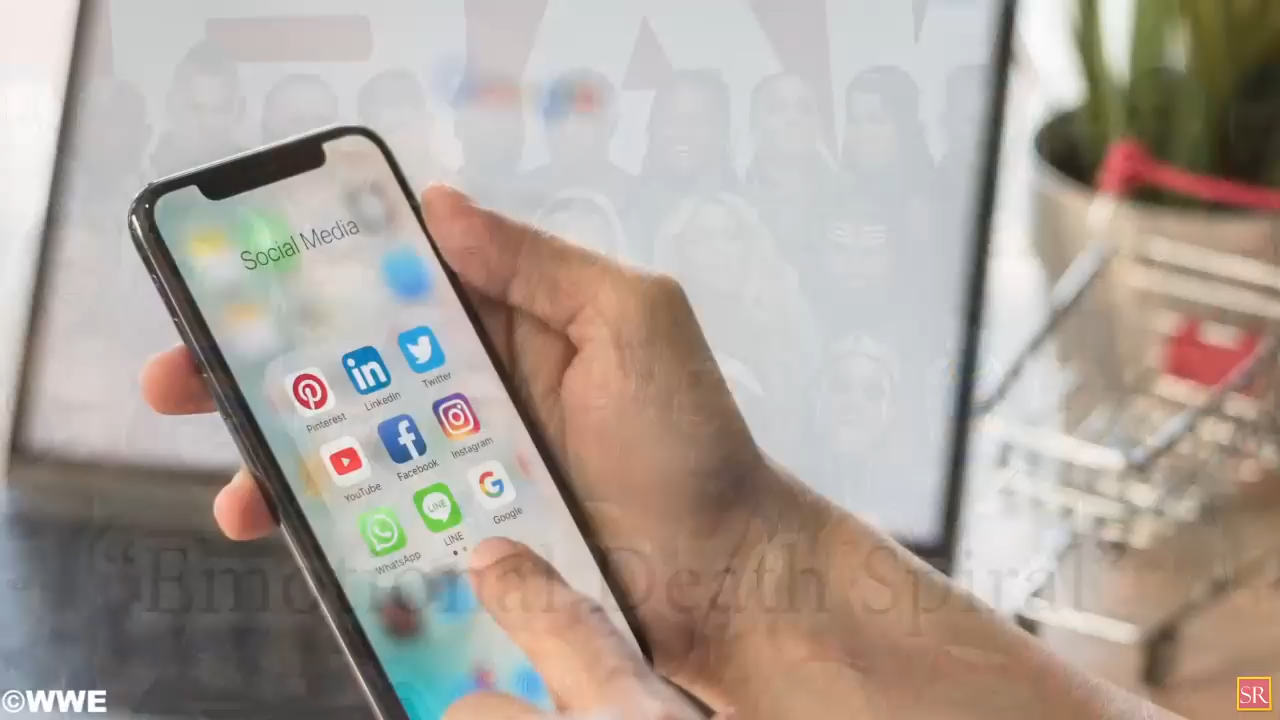 Social Media
Pinterest
LinkedIn
Twitter
YouTube
Facebook
Instagram
WhatsApp
LINE
LINE
Google
"Emotional Death Spiral
©WWE
SR